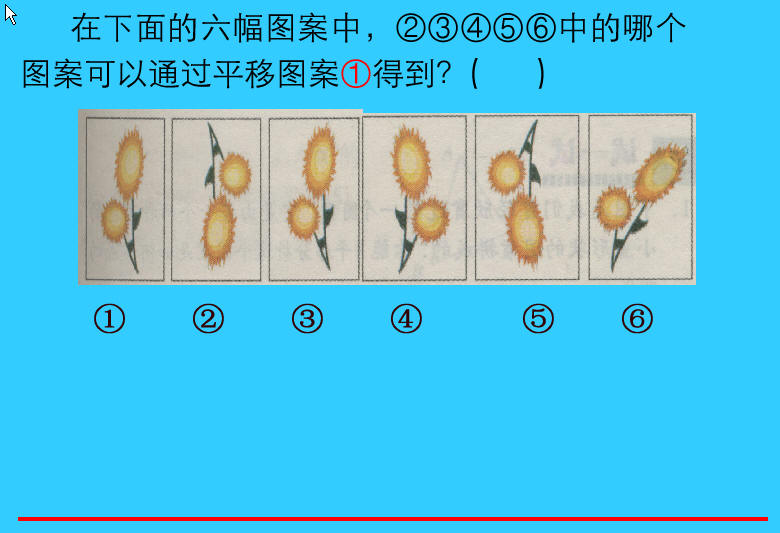 在下面的六幅图案中，②③④⑤⑥中的哪个
图案可以通过平移图案①得到?(　　)
① ② ③ ④ ⑤ ⑥